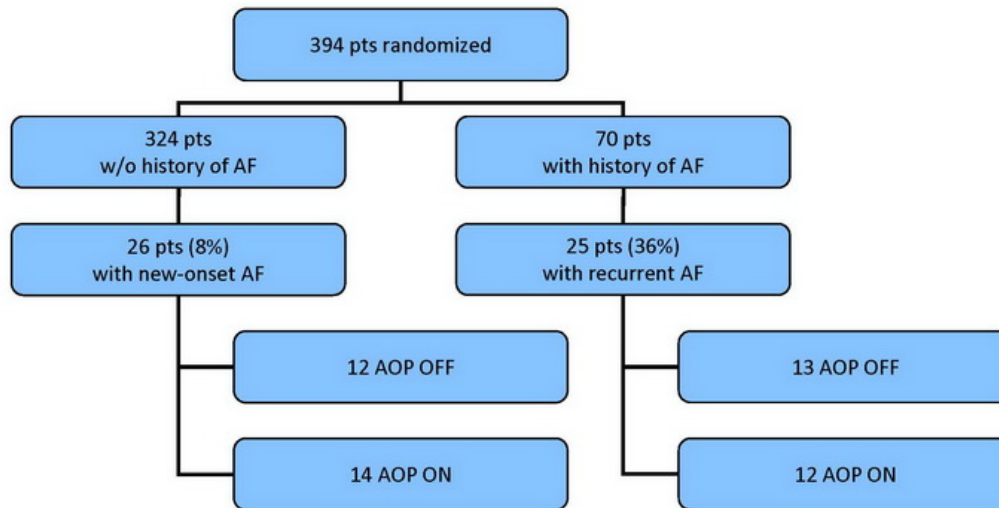 394 pts randomized
324 pts
w/o history of AF
70 pts
with history of AF
26 pts (8%)
with new-onset AF
25 pts (36%)
with recurrent AF
12 AOP OFF
13 AOP OFF
14 AOP ON
12 AOP ON